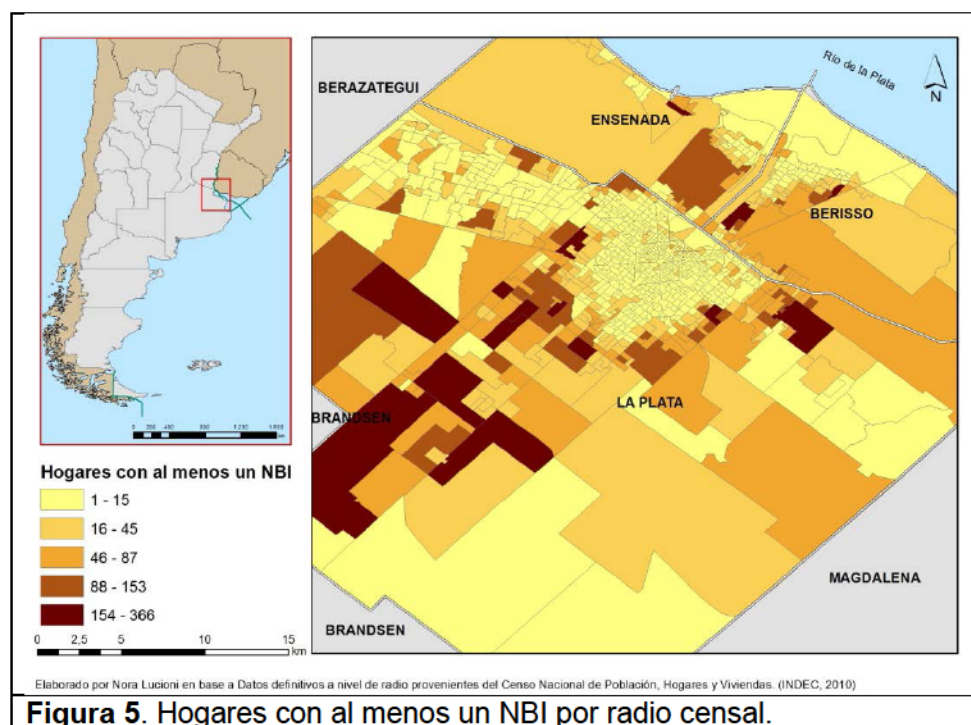 BERAZATEGUI
Río de la Plata
N
ENSENADA
BERISSO
LA PLATA
BRANDSEN
MAGDALENA
BRANDSEN
Hogares con al menos un NBI
1 - 15
16 - 45
46 - 87
88 - 153
154 - 366
0 2,5 5 10 15
km
Elaborado por Nora Lucioni en base a Datos definitivos a nivel de radio provenientes del Censo Nacional de Población, Hogares y Viviendas. (INDEC, 2010)
Figura 5. Hogares con al menos un NBI por radio censal.